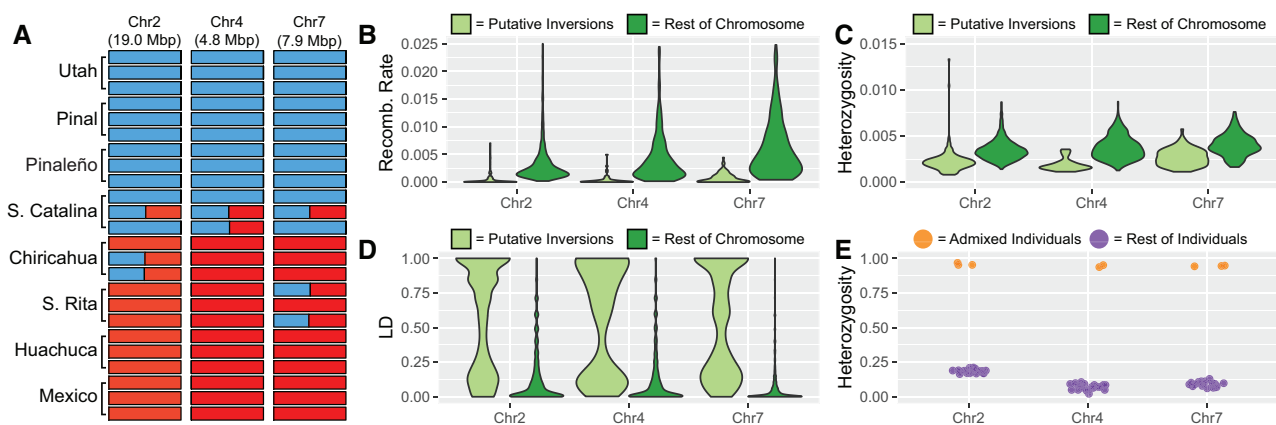 A
Chr2 Chr4 Chr7
(19.0 Mbp) (4.8 Mbp) (7.9 Mbp)
Utah
Pinal
Pinaleño
S. Catalina
Chiricahua
S. Rita
Huachuca
Mexico
B
= Putative Inversions = Rest of Chromosome
Recomb. Rate
0.025
0.020
0.015
0.010
0.005
0.000
Chr2 Chr4 Chr7
C
= Putative Inversions = Rest of Chromosome
Heterozygosity
0.015
0.010
0.005
0.000
Chr2 Chr4 Chr7
D
= Putative Inversions = Rest of Chromosome
LD
1.00
0.75
0.50
0.25
0.00
Chr2 Chr4 Chr7
E
= Admixed Individuals = Rest of Individuals
Heterozygosity
1.00
0.75
0.50
0.25
0.00
Chr2 Chr4 Chr7